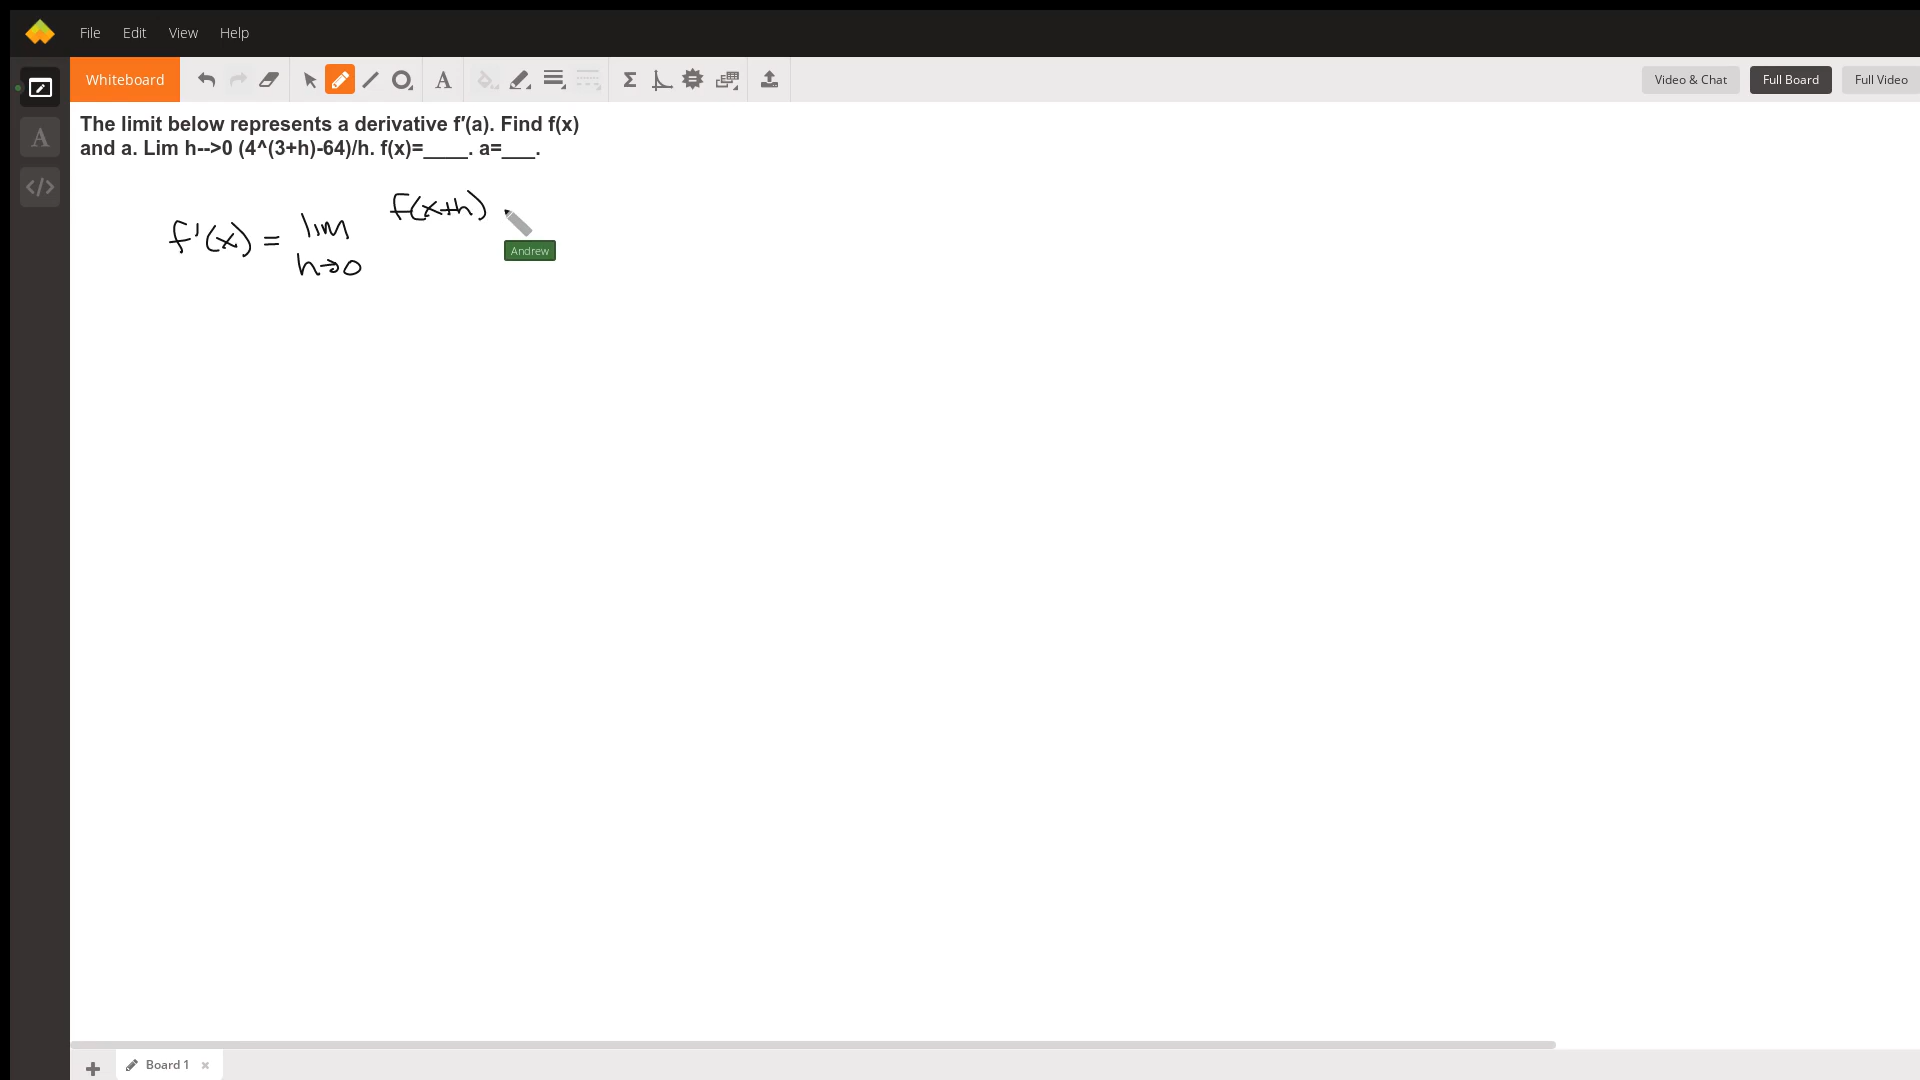 File Edit View Help
Whiteboard
A
Σ
Video & Chat
Full Board
Full Video
A
</>
The limit below represents a derivative f'(a). Find f(x)
and a. Lim h-->0 (4^(3+h)-64)/h. f(x)=____. a=___.
f'(x) = lim f(x+h)
h→0
Andrew
Board 1